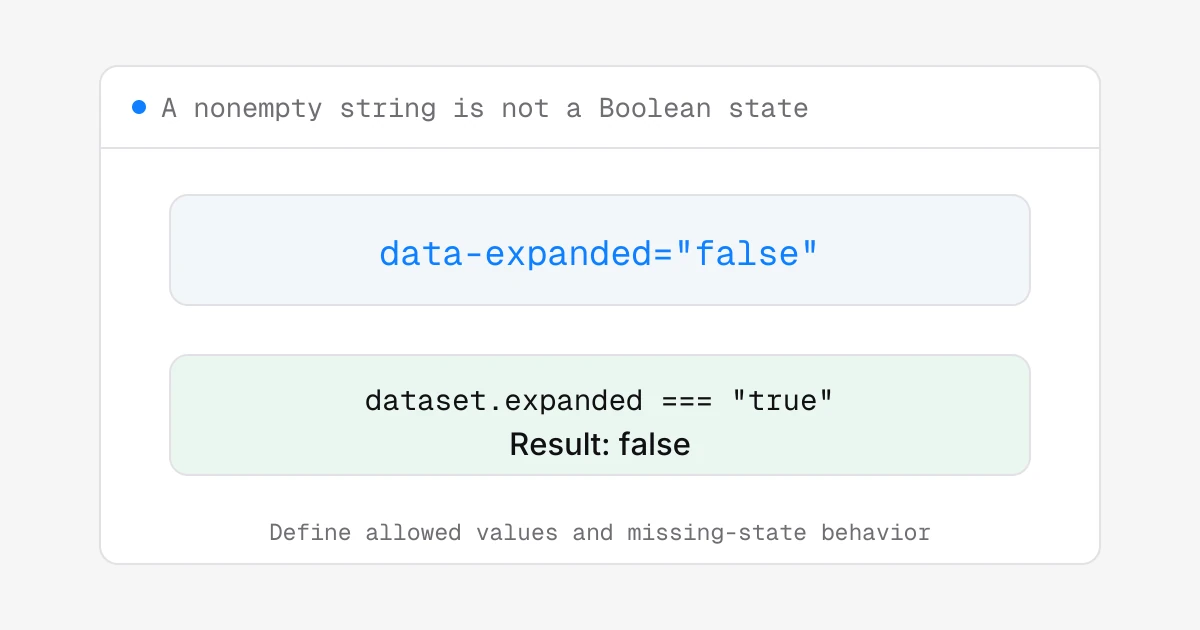 A nonempty string is not a Boolean state
data-expanded="false"
dataset.expanded === "true"
Result: false
Define allowed values and missing-state behavior